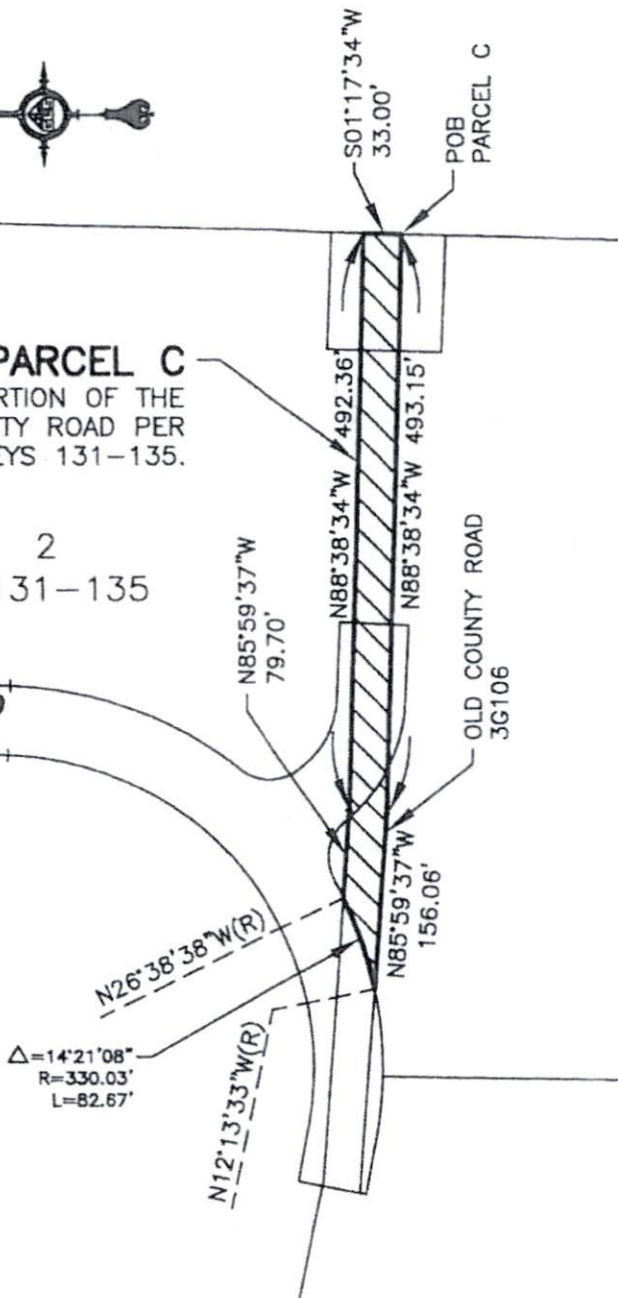 S01°17'34"W
33.00'
POB
PARCEL C
PARCEL C
RTION OF THE
TY ROAD PER
EYS 131-135.
2
131-135
N88°38'34"W 492.36'
N88°38'34"W 493.15'
N85°59'37"W
79.70'
OLD COUNTY ROAD
3G106
N85°59'37"W
156.06'
N26°38'38"W(R)
△=14°21'08"
R=330.03'
L=82.67'
N12°13'33"W(R)